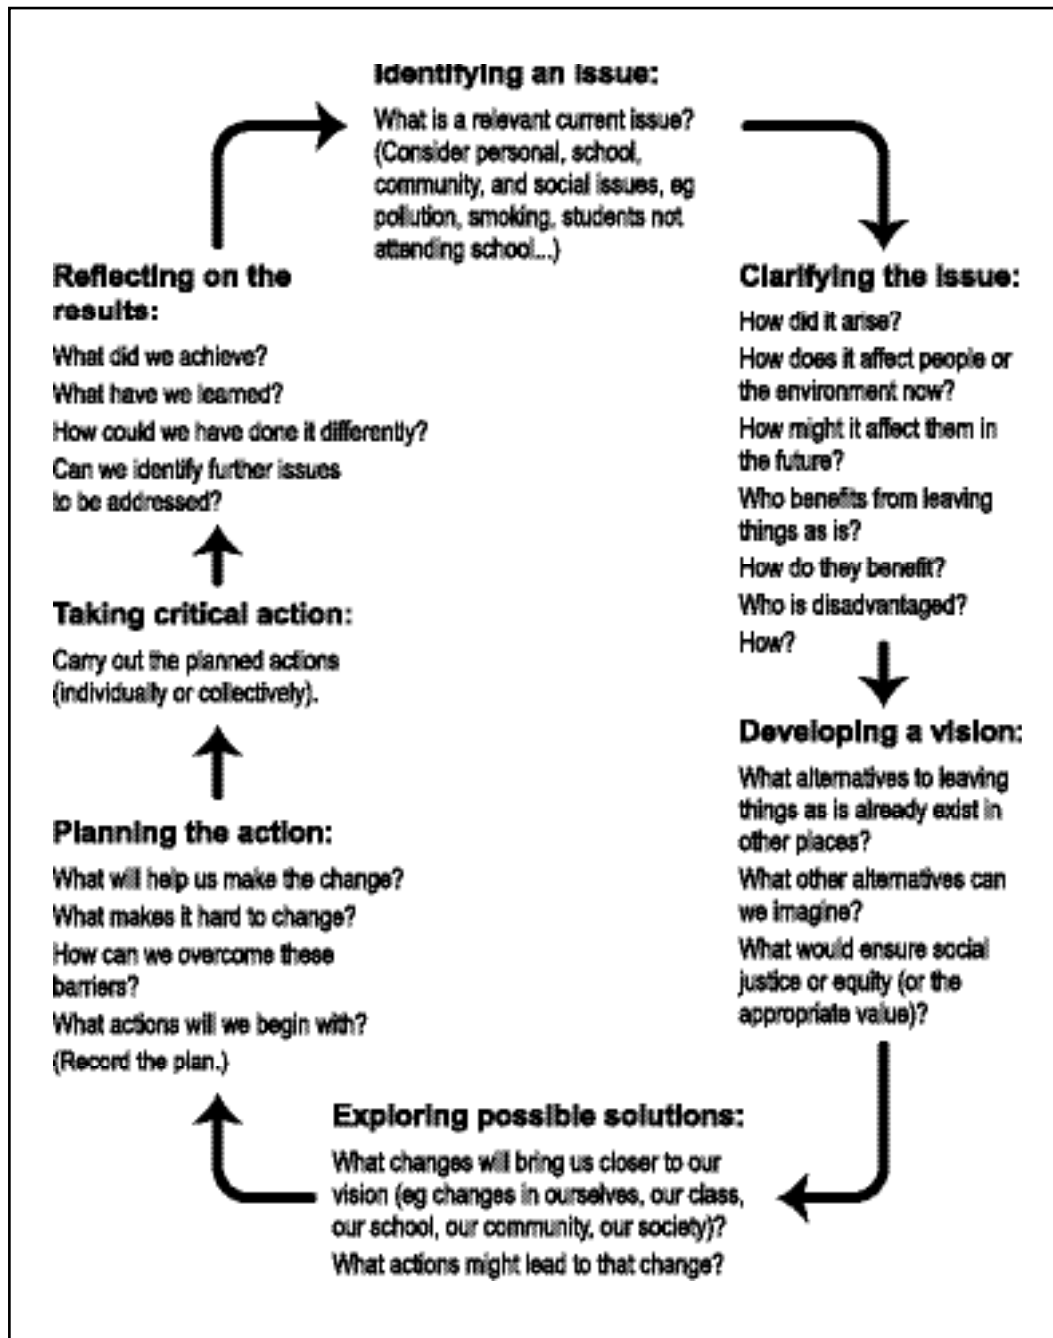 Identifying an issue:
What is a relevant current issue?
(Consider personal, school,
community, and social issues, eg
pollution, smoking, students not
attending school...)
Clarifying the issue:
How did it arise?
How does it affect people or
the environment now?
How might it affect them in
the future?
Who benefits from leaving
things as is?
How do they benefit?
Who is disadvantaged?
How?
Developing a vision:
What alternatives to leaving
things as is already exist in
other places?
What other alternatives can
we imagine?
What would ensure social
justice or equity (or the
appropriate value)?
Exploring possible solutions:
What changes will bring us closer to our
vision (eg changes in ourselves, our class,
our school, our community, our society)?
What actions might lead to that change?
Planning the action:
What will help us make the change?
What makes it hard to change?
How can we overcome these
barriers?
What actions will we begin with?
(Record the plan.)
Taking critical action:
Carry out the planned actions
(individually or collectively).
Reflecting on the
results:
What did we achieve?
What have we learned?
How could we have done it differently?
Can we identify further issues
to be addressed?